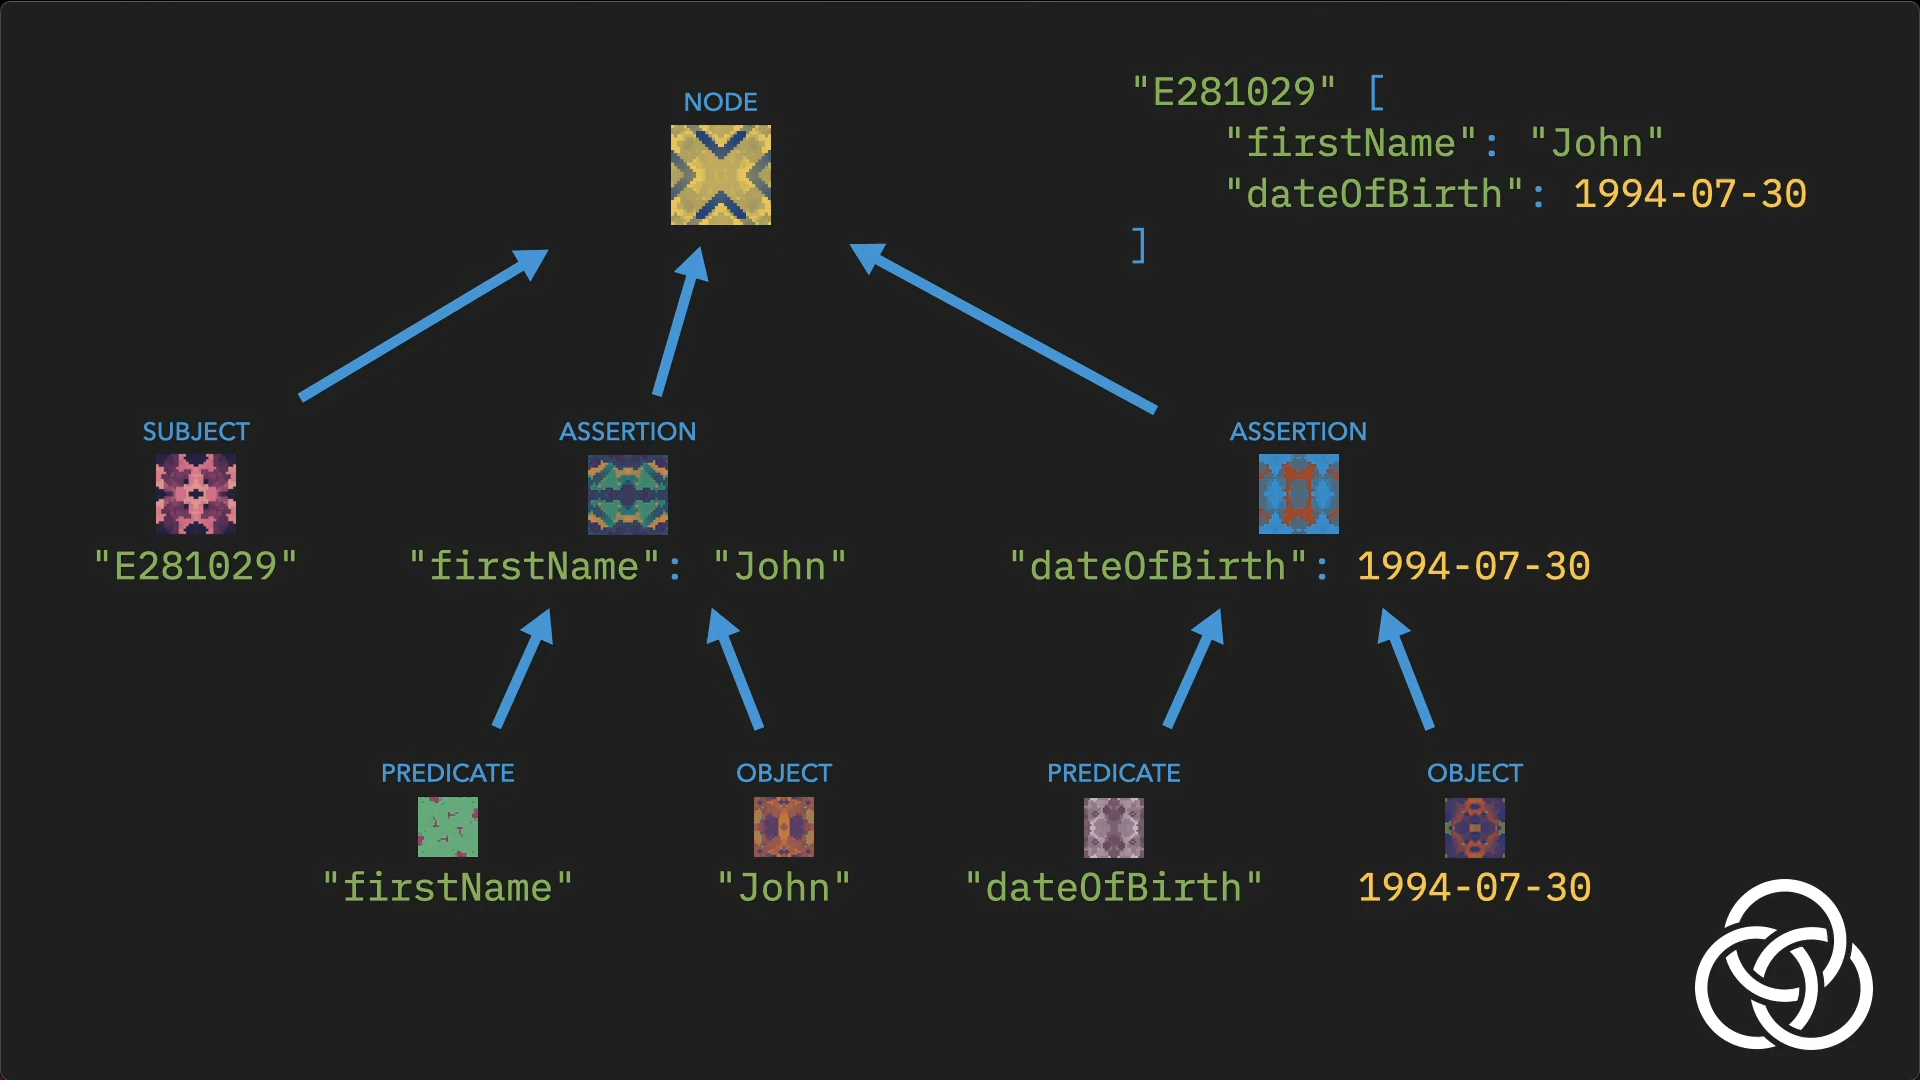 NODE
"E281029" [
"firstName": "John"
"dateOfBirth": 1994-07-30
]
SUBJECT
"E281029"
ASSERTION
"firstName": "John"
ASSERTION
"dateOfBirth": 1994-07-30
PREDICATE
"firstName"
OBJECT
"John"
PREDICATE
"dateOfBirth"
OBJECT
1994-07-30